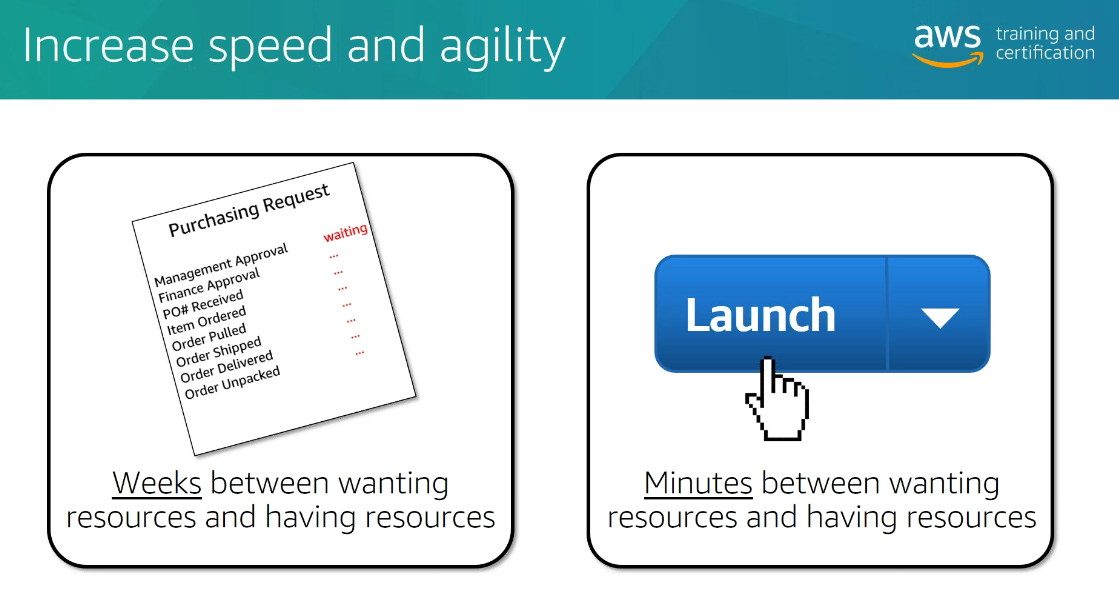 Increase speed and agility
aws training and
certification
Purchasing Request
waiting
Management Approval ...
Finance Approval ...
PO# Received ...
Item Ordered ...
Order Pulled ...
Order Shipped ...
Order Delivered ...
Order Unpacked
Weeks between wanting
resources and having resources
Launch
Minutes between wanting
resources and having resources